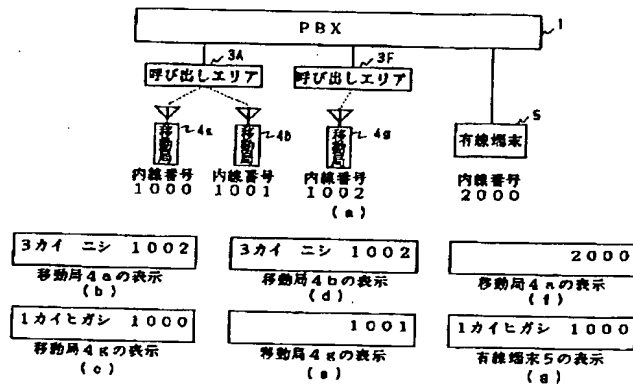 PBX
1
3A
3F
呼び出しエリア
呼び出しエリア
4a
4b
4g
5
移動局
移動局
移動局
有線端末
内線番号
内線番号
内線番号
内線番号
1000
1001
1002
2000
(a)
3カイ ニシ 1002
3カイ ニシ 1002
2000
移動局4aの表示
移動局4bの表示
移動局4aの表示
(b)
(d)
(f)
1カイヒガシ 1000
1001
1カイヒガシ 1000
移動局4gの表示
移動局4gの表示
有線端末5の表示
(c)
(e)
(g)